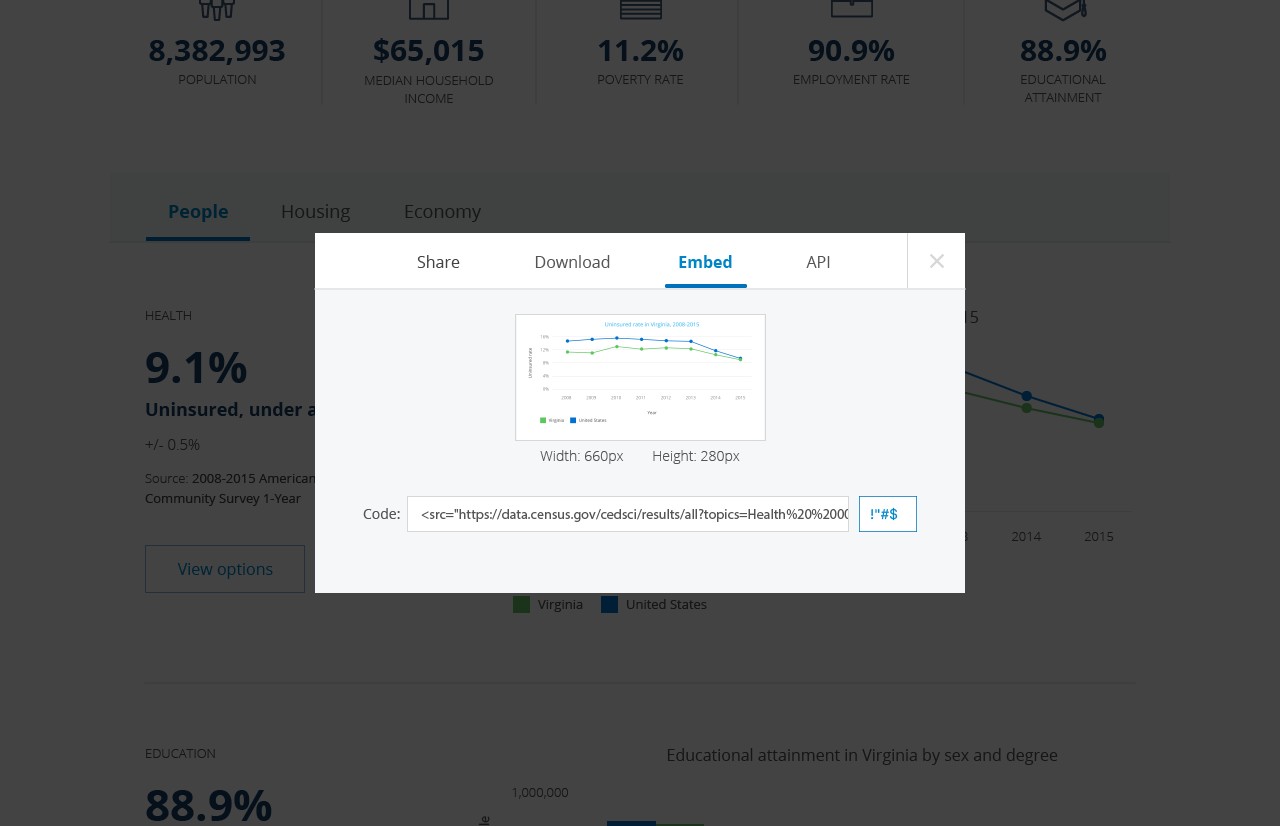 8,382,993
POPULATION
$65,015
MEDIAN HOUSEHOLD
INCOME
11.2%
POVERTY RATE
90.9%
EMPLOYMENT RATE
88.9%
EDUCATIONAL
ATTAINMENT
People
Housing
Economy
Share
Download
Embed
API
Uninsured rate in Virginia, 2008-2015
Uninsured rate
16%
12%
8%
4%
0%
2008 2009 2010 2011 2012 2013 2014 2015
Year
Virginia
United States
Width: 660px
Height: 280px
Code:
<src="https://data.census.gov/cedsci/results/all?topics=Health%20%200
!"#$
HEALTH
9.1%
Uninsured, under a
+/- 0.5%
Source: 2008-2015 American
Community Survey 1-Year
View options
15
2014
2015
Virginia
United States
EDUCATION
88.9%
Educational attainment in Virginia by sex and degree
1,000,000